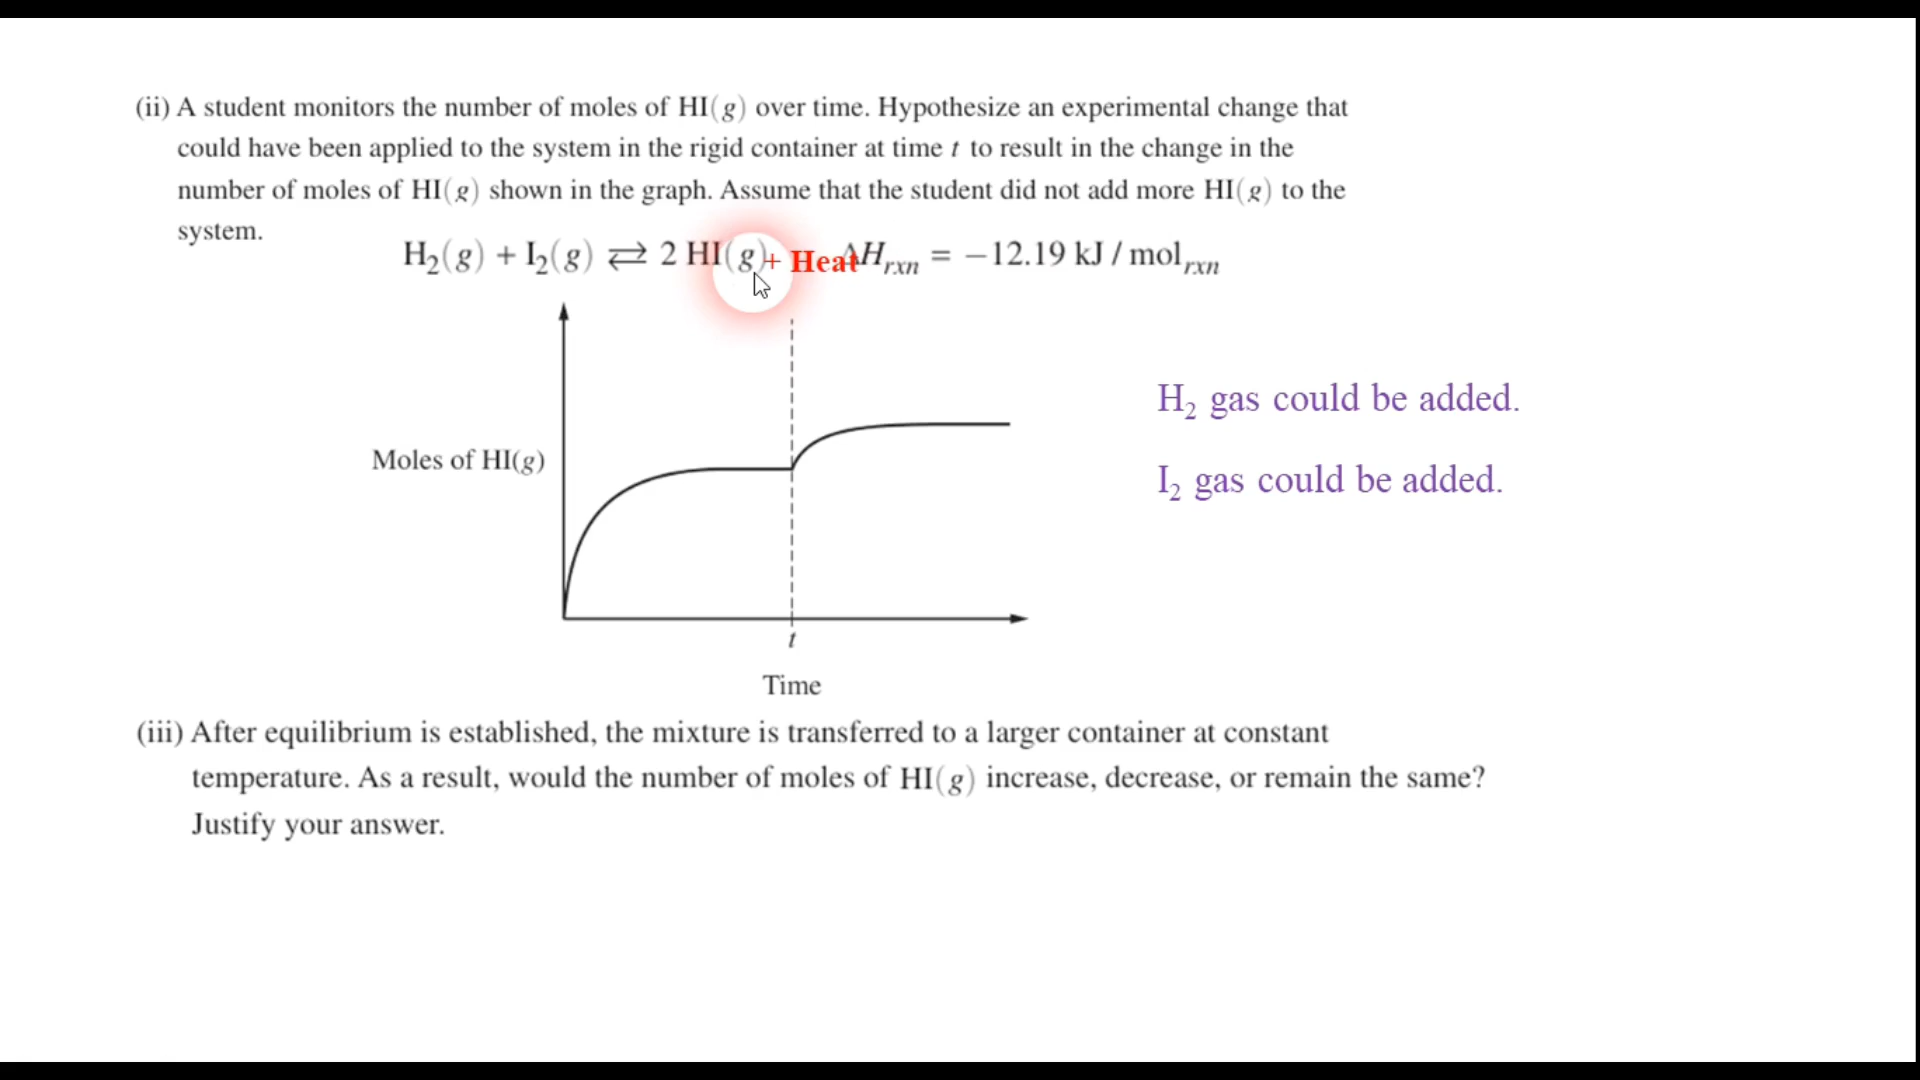 (ii) A student monitors the number of moles of HI(g) over time. Hypothesize an experimental change that
could have been applied to the system in the rigid container at time t to result in the change in the
number of moles of HI(g) shown in the graph. Assume that the student did not add more HI(g) to the
system.
H₂(g) + I₂(g) ⇄ 2 HI(g) + Heat ΔHrxn = −12.19 kJ / molrxn
H₂ gas could be added.
Moles of HI(g)
I₂ gas could be added.
t
Time
(iii) After equilibrium is established, the mixture is transferred to a larger container at constant
temperature. As a result, would the number of moles of HI(g) increase, decrease, or remain the same?
Justify your answer.